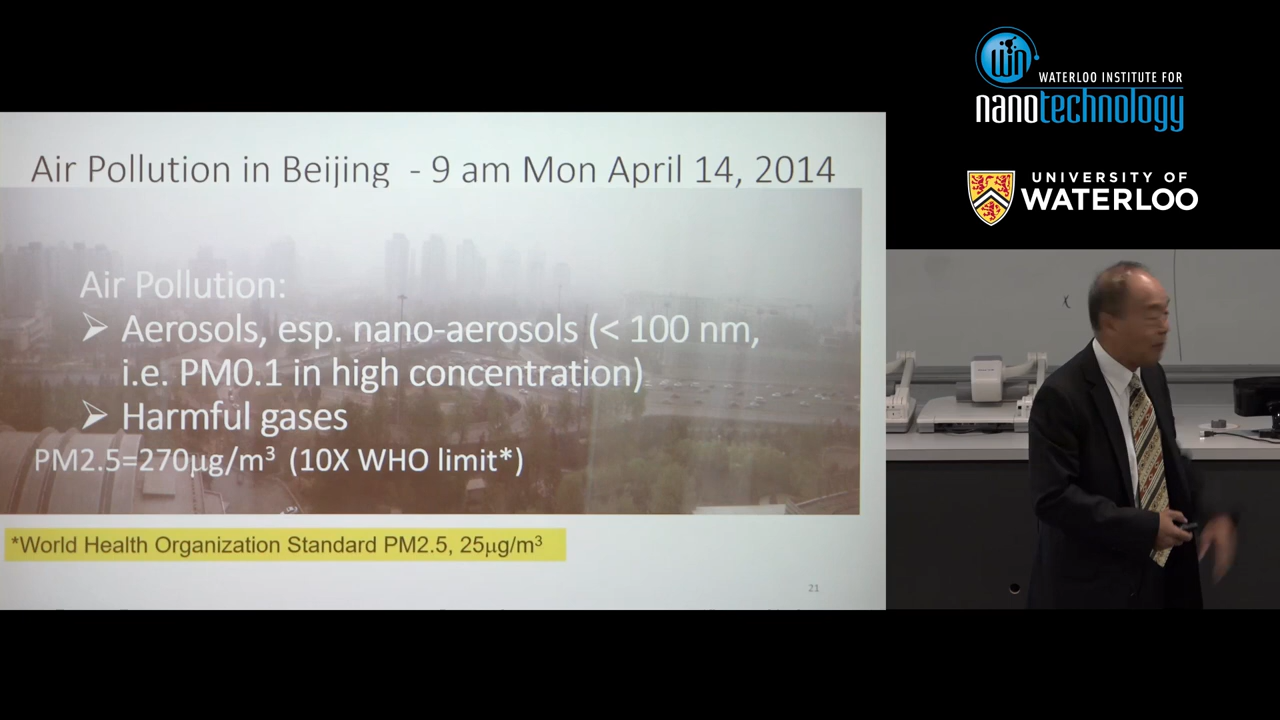 Air Pollution in Beijing - 9 am Mon April 14, 2014
Air Pollution:
➢ Aerosols, esp. nano-aerosols (< 100 nm,
i.e. PM0.1 in high concentration)
➢ Harmful gases
PM2.5=270µg/m³ (10X WHO limit*)
*World Health Organization Standard PM2.5, 25µg/m³
21
WIN
WATERLOO INSTITUTE FOR
nanotechnology
UNIVERSITY OF
WATERLOO